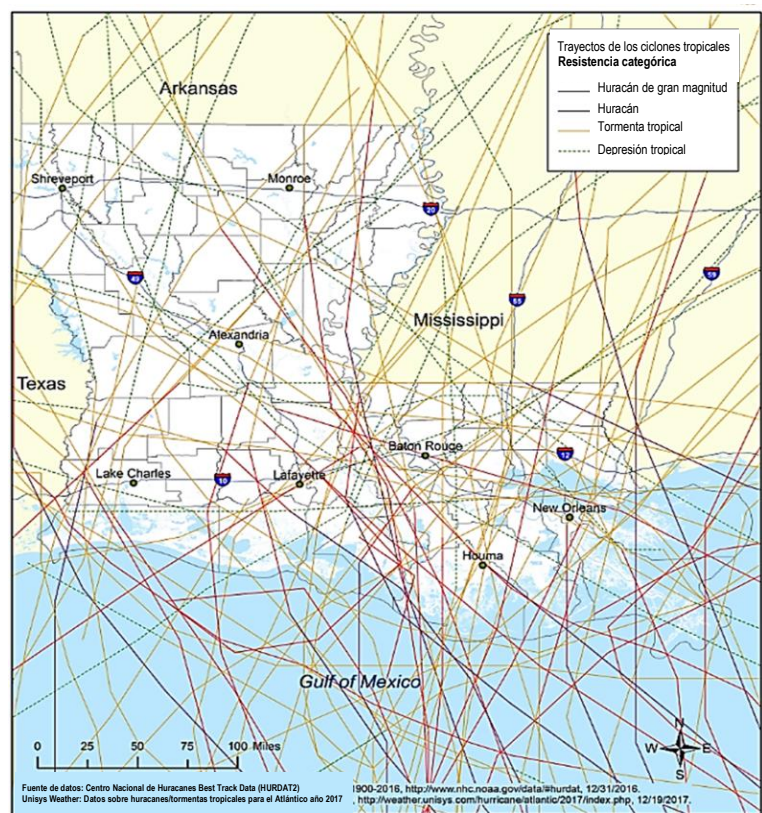 Trayectos de los ciclones tropicales
Resistencia categórica
Huracán de gran magnitud
Huracán
Tormenta tropical
Depresión tropical
Arkansas
Shreveport
Monroe
20
49
59
55
Mississippi
Alexandria
Texas
Baton Rouge
12
Lake Charles
10
Lafayette
New Orleans
Houma
Gulf of Mexico
N
W E
S
0 25 50 100 Miles
Fuente de datos: Centro Nacional de Huracanes Best Track Data (HURDAT2) 1900-2016, http://www.nhc.noaa.gov/data/#hurdat, 12/31/2016.
Unisys Weather: Datos sobre huracanes/tormentas tropicales para el Atlántico año 2017 , http://weather.unisys.com/hurricane/atlantic/2017/index.php, 12/19/2017.